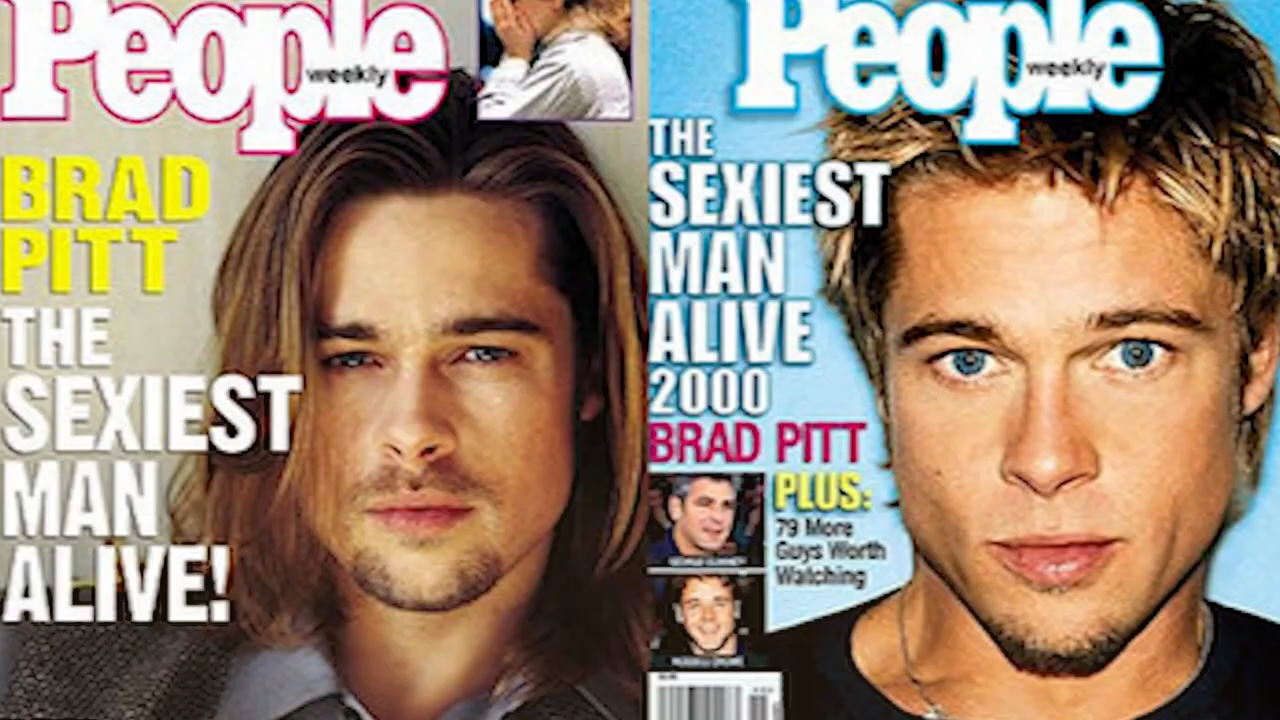 People
weekly
BRAD
PITT
THE
SEXIEST
MAN
ALIVE!
People
weekly
THE
SEXIEST
MAN
ALIVE
2000
BRAD PITT
PLUS:
79 More
Guys Worth
Watching